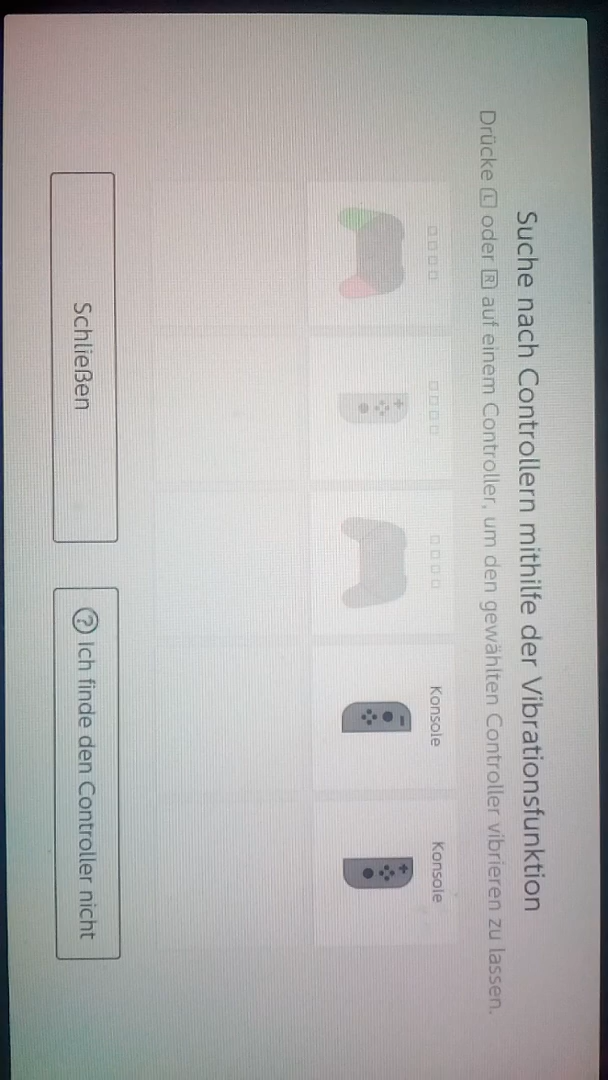 Suche nach Controllern mithilfe der Vibrationsfunktion
Drücke L oder R auf einem Controller, um den gewählten Controller vibrieren zu lassen.
Konsole
Konsole
Schließen
? Ich finde den Controller nicht